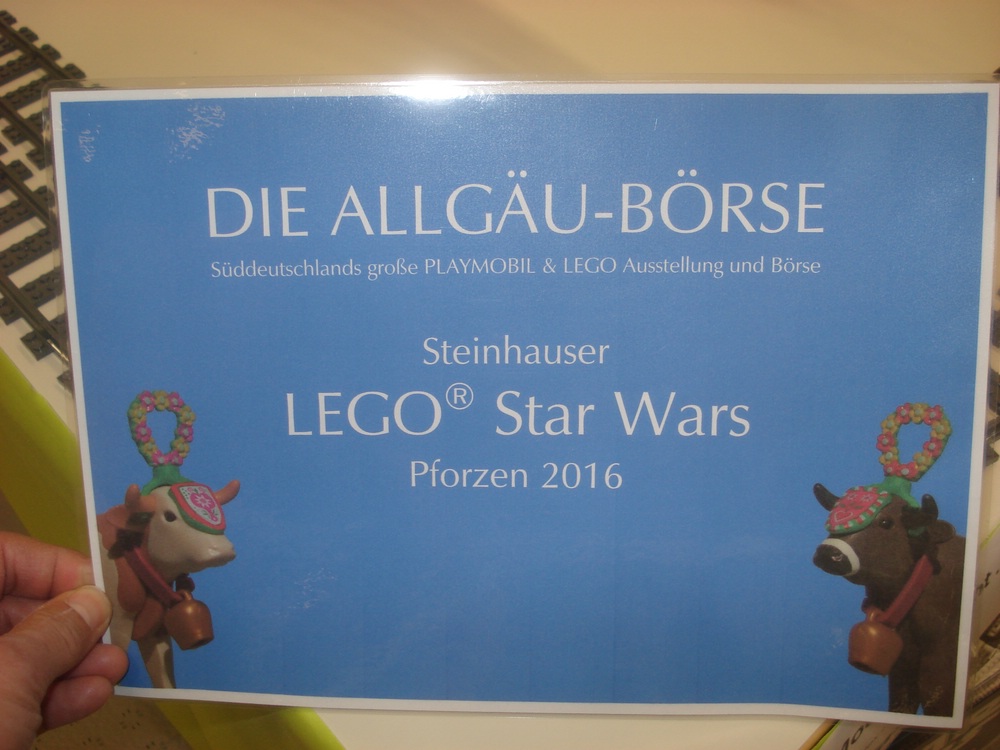 DIE ALLGÄU-BÖRSE
Süddeutschlands große PLAYMOBIL & LEGO Ausstellung und Börse
Steinhauser
LEGO® Star Wars
Pforzen 2016